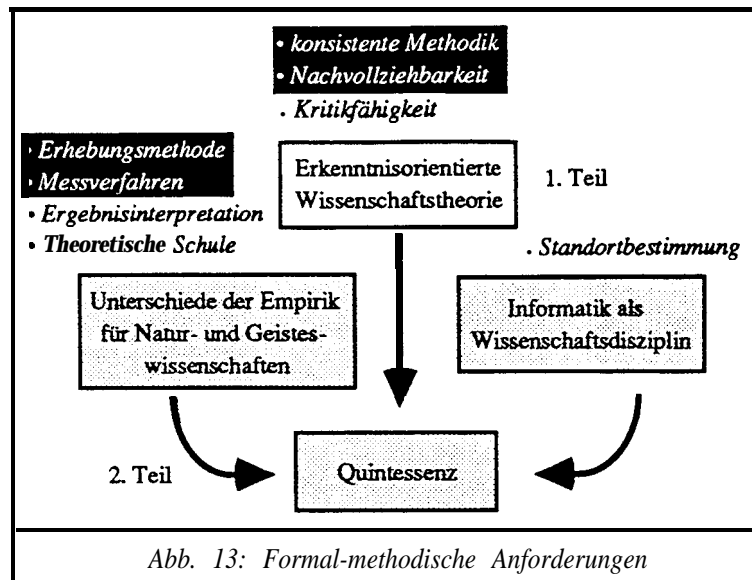 • konsistente Methodik
• Nachvollziehbarkeit
• Kritikfähigkeit
• Erhebungsmethode
• Messverfahren
• Ergebnisinterpretation
• Theoretische Schule
Erkenntnisorientierte
Wissenschaftstheorie
1. Teil
• Standortbestimmung
Unterschiede der Empirik
für Natur- und Geistes-
wissenschaften
Informatik als
Wissenschaftsdisziplin
2. Teil
Quintessenz
Abb. 13: Formal-methodische Anforderungen